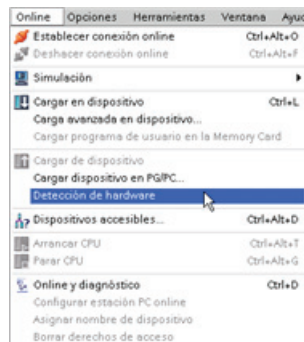 Online Opciones Herramientas Ventana Ayuc
Establecer conexión online Ctrl+Alt+O
Deshacer conexión online Ctrl+Alt+F
Simulación
Cargar en dispositivo Ctrl+L
Carga avanzada en dispositivo...
Cargar programa de usuario en la Memory Card
Cargar de dispositivo
Cargar dispositivo en PG/PC...
Detección de hardware
Dispositivos accesibles... Ctrl+Alt+D
Arrancar CPU Ctrl+Alt+T
Parar CPU Ctrl+Alt+G
Online y diagnóstico Ctrl+D
Configurar estación PC online
Asignar nombre de dispositivo
Borrar derechos de acceso